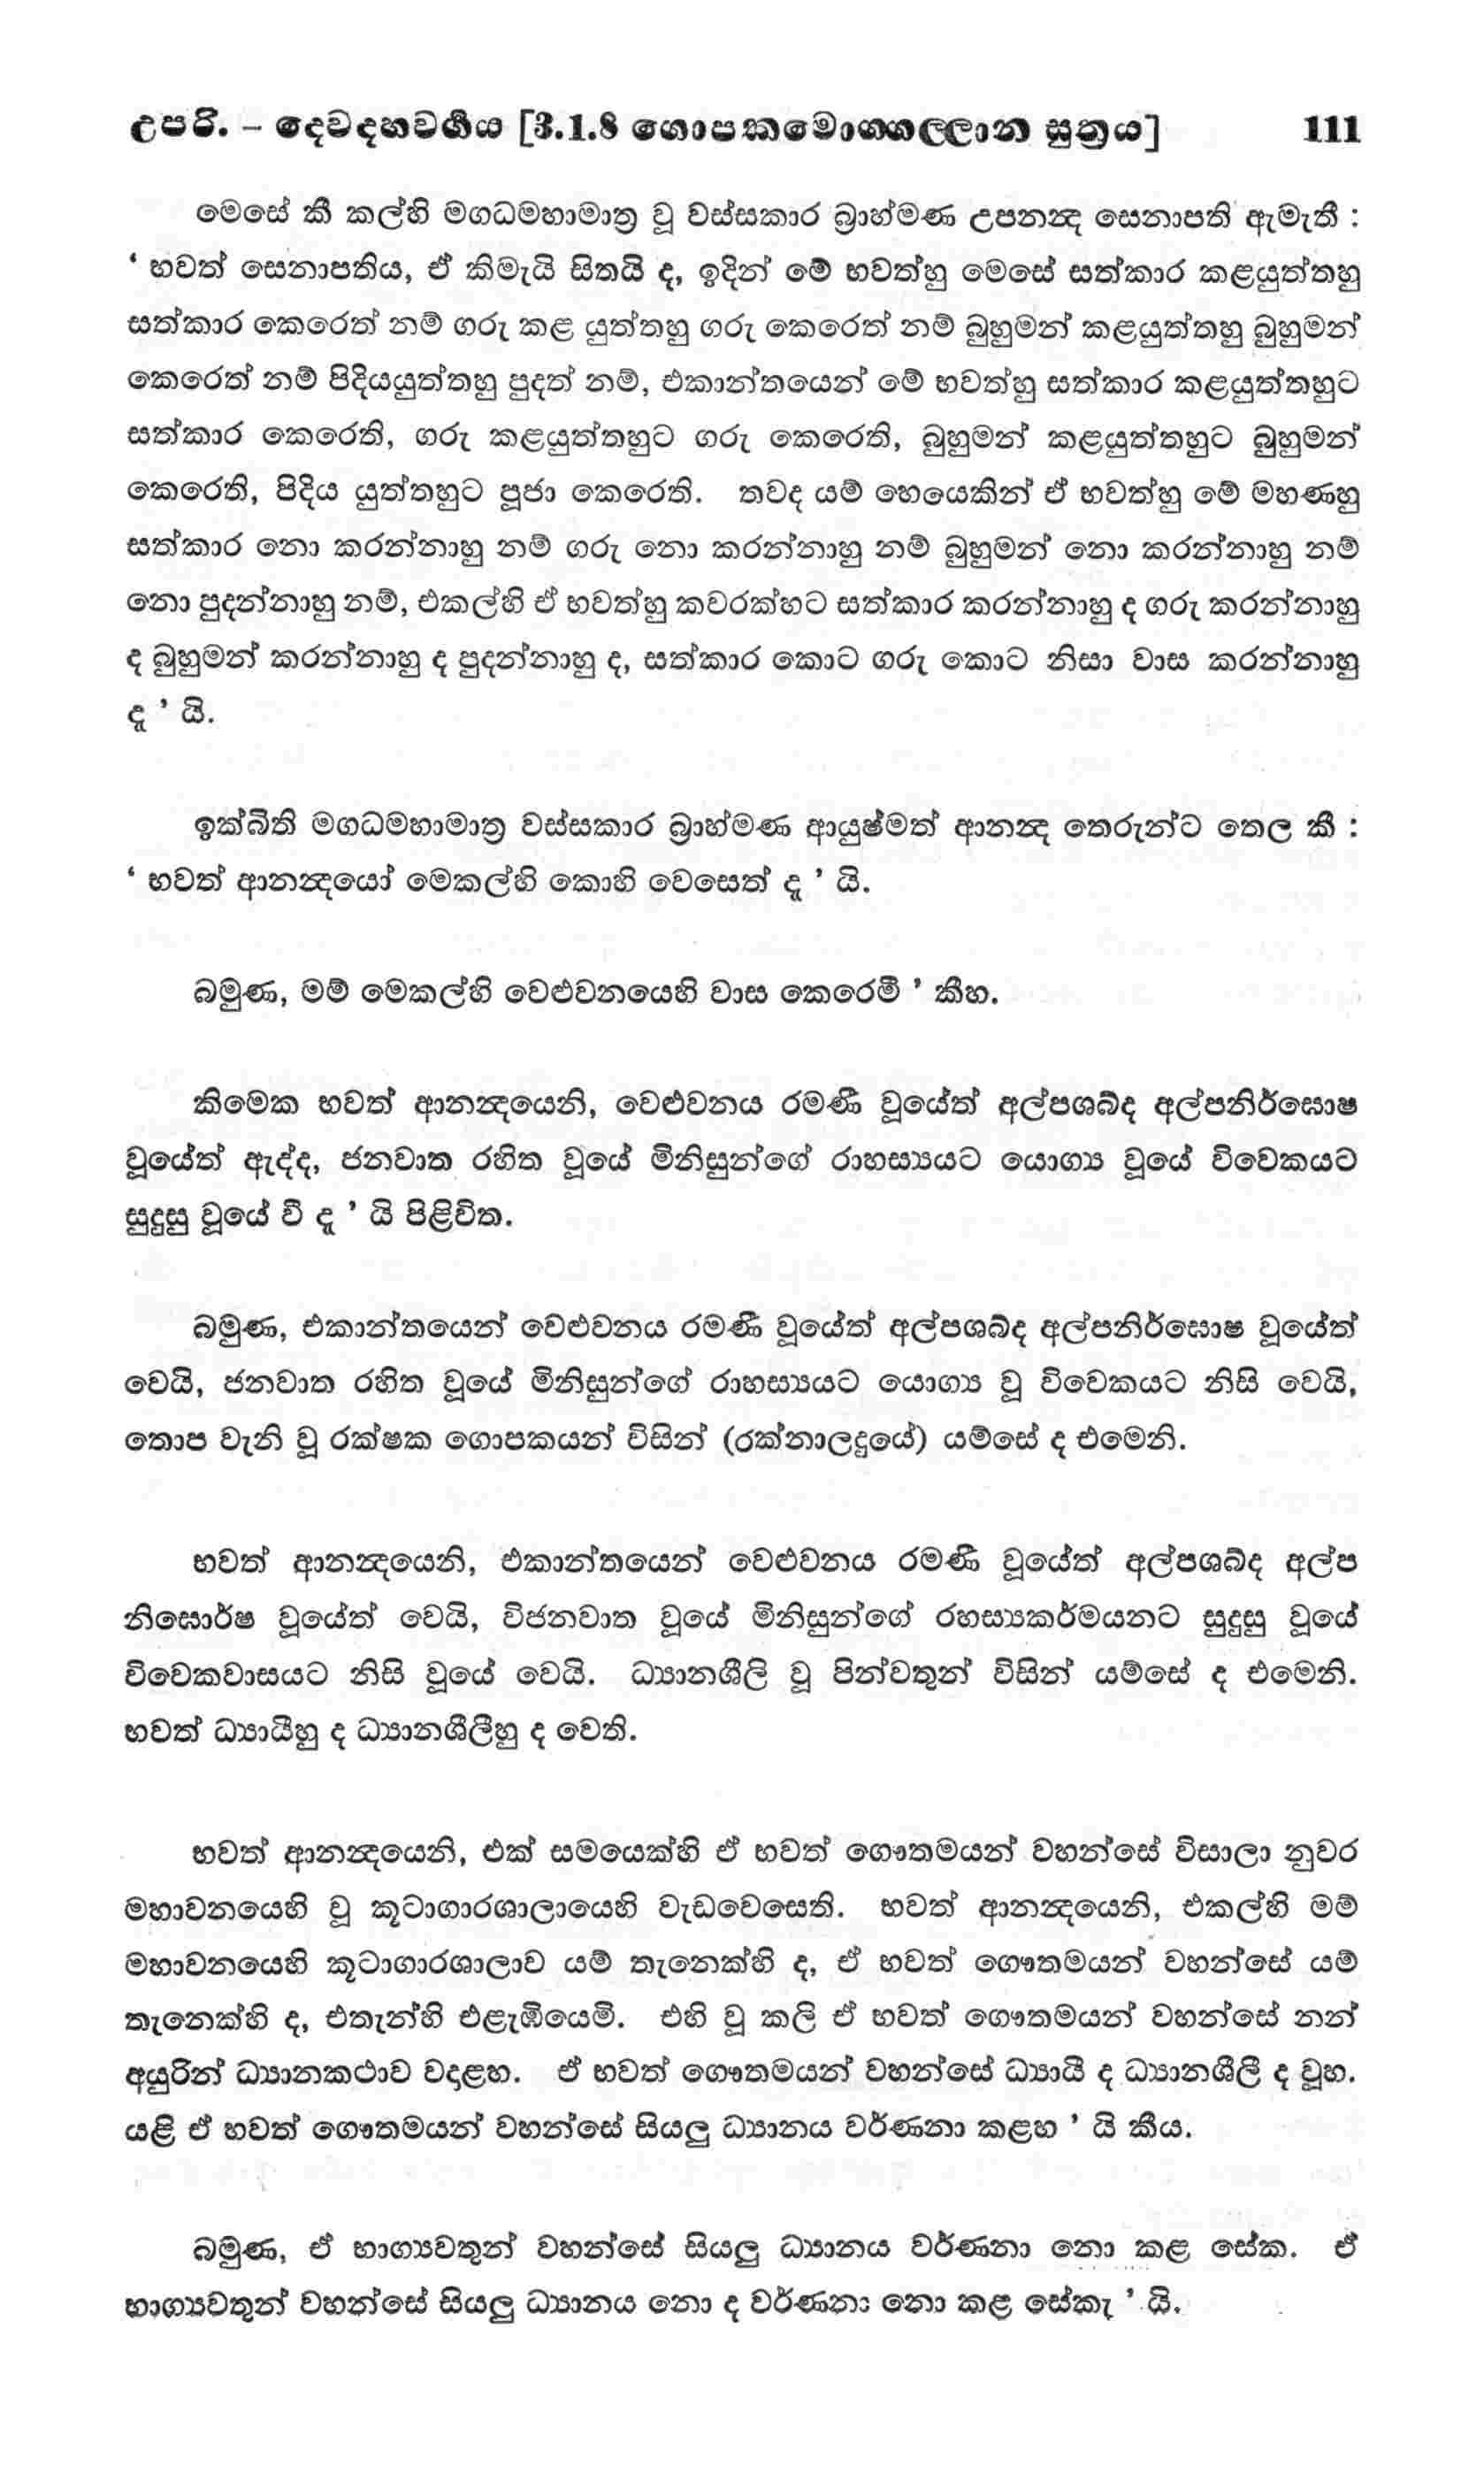 උපරි. – දෙවදහවර්‍ගය [3.1.8 ගොපකමොග්ගල්ලාන සූත්‍රය] 111
මෙසේ කී කල්හි මගධමහාමාත්‍ර වූ වස්සකාර බ්‍රාහ්මණ උපනන්‍ද සෙනාපති ඇමැතී :
‘ භවත් සෙනාපතිය, ඒ කිමැයි සිතයි ද, ඉදින් මේ භවත්හු මෙසේ සත්කාර කළයුත්තහු
සත්කාර කෙරෙත් නම් ගරු කළ යුත්තහු ගරු කෙරෙත් නම් බුහුමන් කළයුත්තහු බුහුමන්
කෙරෙත් නම් පිදියයුත්තහු පුදත් නම්, එකාන්තයෙන් මේ භවත්හු සත්කාර කළයුත්තහුට
සත්කාර කෙරෙති, ගරු කළයුත්තහුට ගරු කෙරෙති, බුහුමන් කළයුත්තහුට බුහුමන්
කෙරෙති, පිදිය යුත්තහුට පූජා කෙරෙති. තවද යම් හෙයෙකින් ඒ භවත්හු මේ මහණහු
සත්කාර නො කරන්නාහු නම් ගරු නො කරන්නාහු නම් බුහුමන් නො කරන්නාහු නම්
නො පුදන්නාහු නම්, එකල්හි ඒ භවත්හු කවරක්හට සත්කාර කරන්නාහු ද ගරු කරන්නාහු
ද බුහුමන් කරන්නාහු ද පුදන්නාහු ද, සත්කාර කොට ගරු කොට නිසා වාස කරන්නාහු
දැ ’ යි.
ඉක්බිති මගධමහාමාත්‍ර වස්සකාර බ්‍රාහ්මණ ආයුෂ්මත් ආනන්‍ද තෙරුන්ට තෙල කී :
‘ භවත් ආනන්‍දයෝ මෙකල්හි කොහි වෙසෙත් දැ ’ යි.
බමුණ, මම් මෙකල්හි වෙළුවනයෙහි වාස කෙරෙමී ’ කීහ.
කිමෙක භවත් ආනන්‍දයෙනි, වෙළුවනය රමණී වූයේත් අල්පශබ්ද අල්පනිර්ඝොෂ
වූයේත් ඇද්ද, ජනවාත රහිත වූයේ මිනිසුන්ගේ රාහස්‍යයට යොග්‍ය වූයේ විවෙකයට
සුදුසු වූයේ වී දැ ’ යි පිළිවිත.
බමුණ, එකාන්තයෙන් වෙළුවනය රමණී වූයේත් අල්පශබ්ද අල්පනිර්ඝොෂ වූයේත්
වෙයි, ජනවාත රහිත වූයේ මිනිසුන්ගේ රාහස්‍යයට යොග්‍ය වූ විවෙකයට නිසි වෙයි,
තොප වැනි වූ රක්ෂක ගොපකයන් විසින් (රක්නාලදුයේ) යම්සේ ද එමෙනි.
භවත් ආනන්‍දයෙනි, එකාන්තයෙන් වෙළුවනය රමණී වූයේත් අල්පශබ්ද අල්ප
නිඝොර්ෂ වූයේත් වෙයි, විජනවාත වූයේ මිනිසුන්ගේ රහස්‍යකර්මයනට සුදුසු වූයේ
විවෙකවාසයට නිසි වූයේ වෙයි. ධ්‍යානශීලි වූ පින්වතුන් විසින් යම්සේ ද එමෙනි.
භවත් ධ්‍යායීහු ද ධ්‍යානශීලීහු ද වෙති.
භවත් ආනන්‍දයෙනි, එක් සමයෙක්හි ඒ භවත් ගෞතමයන් වහන්සේ විසාලා නුවර
මහාවනයෙහි වූ කූටාගාරශාලායෙහි වැඩවෙසෙති. භවත් ආනන්‍දයෙනි, එකල්හි මම්
මහාවනයෙහි කූටාගාරශාලාව යම් තැනෙක්හි ද, ඒ භවත් ගෞතමයන් වහන්සේ යම්
තැනෙක්හි ද, එතැන්හි එළැඹියෙමි. එහි වූ කලි ඒ භවත් ගෞතමයන් වහන්සේ නන්
අයුරින් ධ්‍යානකථාව වදාළහ. ඒ භවත් ගෞතමයන් වහන්සේ ධ්‍යායී ද ධ්‍යානශීලී ද වූහ.
යළි ඒ භවත් ගෞතමයන් වහන්සේ සියලු ධ්‍යානය වර්ණනා කළහ ’ යි කීය.
බමුණ, ඒ භාග්‍යවතුන් වහන්සේ සියලු ධ්‍යානය වර්ණනා නො කළ සේක. ඒ
භාග්‍යවතුන් වහන්සේ සියලු ධ්‍යානය නො ද වර්ණනා නො කළ සේකැ ’ යි.